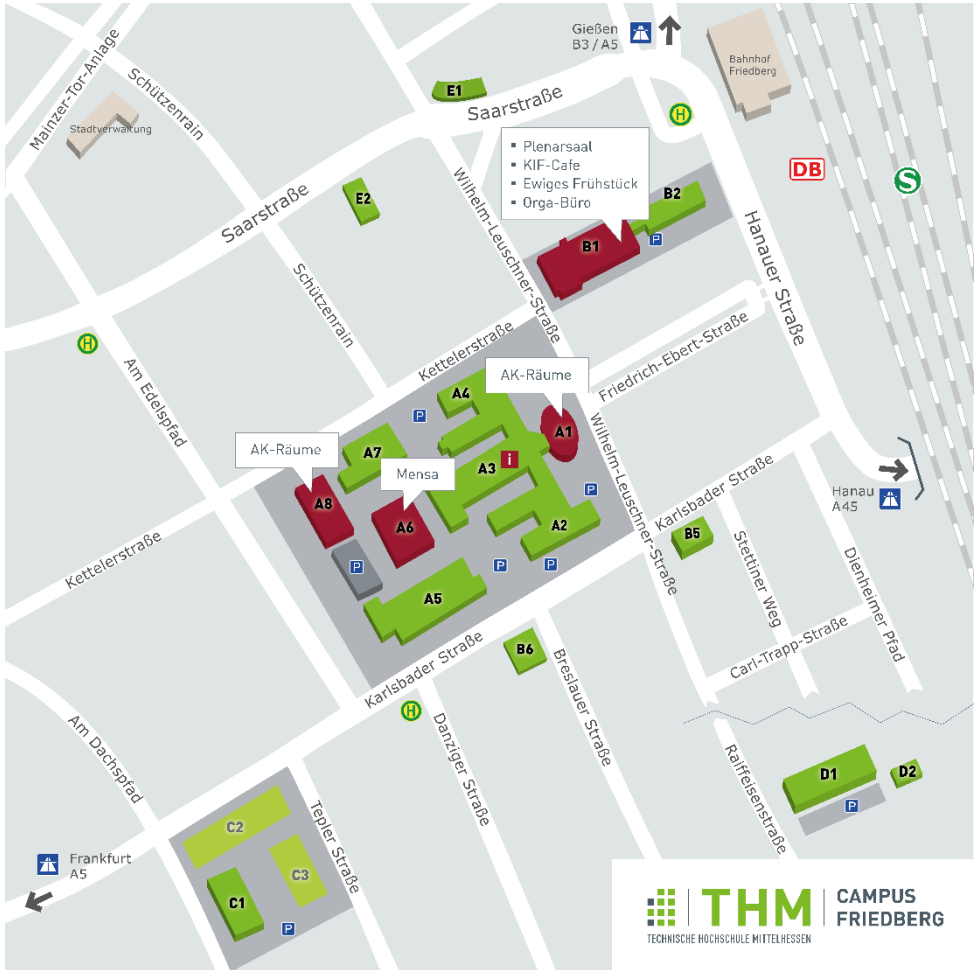 Gießen
B3 / A5
Bahnhof
Friedberg
Mainzer-Tor-Anlage
Schützenrain
Stadtverwaltung
E1
Saarstraße
H
Plenarsaal
KIF-Cafe
Ewiges Frühstück
Orga-Büro
DB
S
E2
Saarstraße
Wilhelm-Leuschner-Straße
B2
B1
P
Hanauer Straße
Schützenrain
H
Am Edelspfad
Kettelerstraße
Friedrich-Ebert-Straße
AK-Räume
A4
P
A1
A7
AK-Räume
Mensa
A3
i
A8
A6
A2
P
Wilhelm-Leuschner-Straße
Karlsbader Straße
Hanau
A45
B5
Kettelerstraße
P
P
P
A5
Stettiner Weg
Dienheimer Pfad
Karlsbader Straße
B6
Carl-Trapp-Straße
H
Breslauer Straße
Danziger Straße
Am Dachspfad
Raiffeisenstraße
D1
D2
P
Tepler Straße
C2
C3
C1
P
Frankfurt
A5
THM
CAMPUS
FRIEDBERG
TECHNISCHE HOCHSCHULE MITTELHESSEN